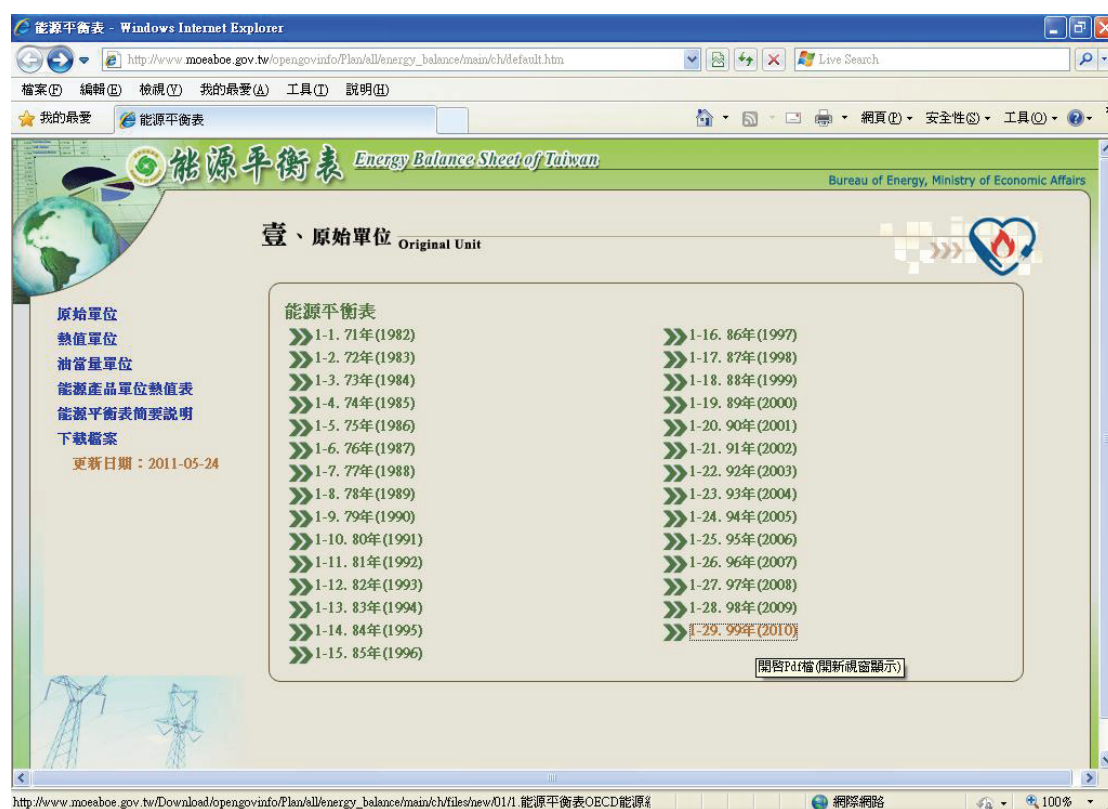 能源平衡表 - Windows Internet Explorer
http://www.moeaboe.gov.tw/opengovinfo/Plan/all/energy_balance/main/ch/default.htm
Live Search
檔案(F) 編輯(E) 檢視(V) 我的最愛(A) 工具(T) 說明(H)
我的最愛 能源平衡表 網頁(P) 安全性(S) 工具(O)
能源平衡表 Energy Balance Sheet of Taiwan
Bureau of Energy, Ministry of Economic Affairs
壹、原始單位 Original Unit
原始單位
熱值單位
油當量單位
能源產品單位熱值表
能源平衡表簡要說明
下載檔案
更新日期：2011-05-24
能源平衡表
1-1. 71年(1982)
1-2. 72年(1983)
1-3. 73年(1984)
1-4. 74年(1985)
1-5. 75年(1986)
1-6. 76年(1987)
1-7. 77年(1988)
1-8. 78年(1989)
1-9. 79年(1990)
1-10. 80年(1991)
1-11. 81年(1992)
1-12. 82年(1993)
1-13. 83年(1994)
1-14. 84年(1995)
1-15. 85年(1996)
1-16. 86年(1997)
1-17. 87年(1998)
1-18. 88年(1999)
1-19. 89年(2000)
1-20. 90年(2001)
1-21. 91年(2002)
1-22. 92年(2003)
1-23. 93年(2004)
1-24. 94年(2005)
1-25. 95年(2006)
1-26. 96年(2007)
1-27. 97年(2008)
1-28. 98年(2009)
1-29. 99年(2010)
開啓Pdf檔(開新視窗顯示)
http://www.moeaboe.gov.tw/Download/opengovinfo/Plan/all/energy_balance/main/ch/files/new/01/1.能源平衡表OECD能源 網際網路 100%